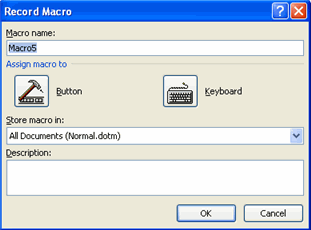 Record Macro
Macro name:
Macro5
Assign macro to
Button
Keyboard
Store macro in:
All Documents (Normal.dotm)
Description:
OK
Cancel